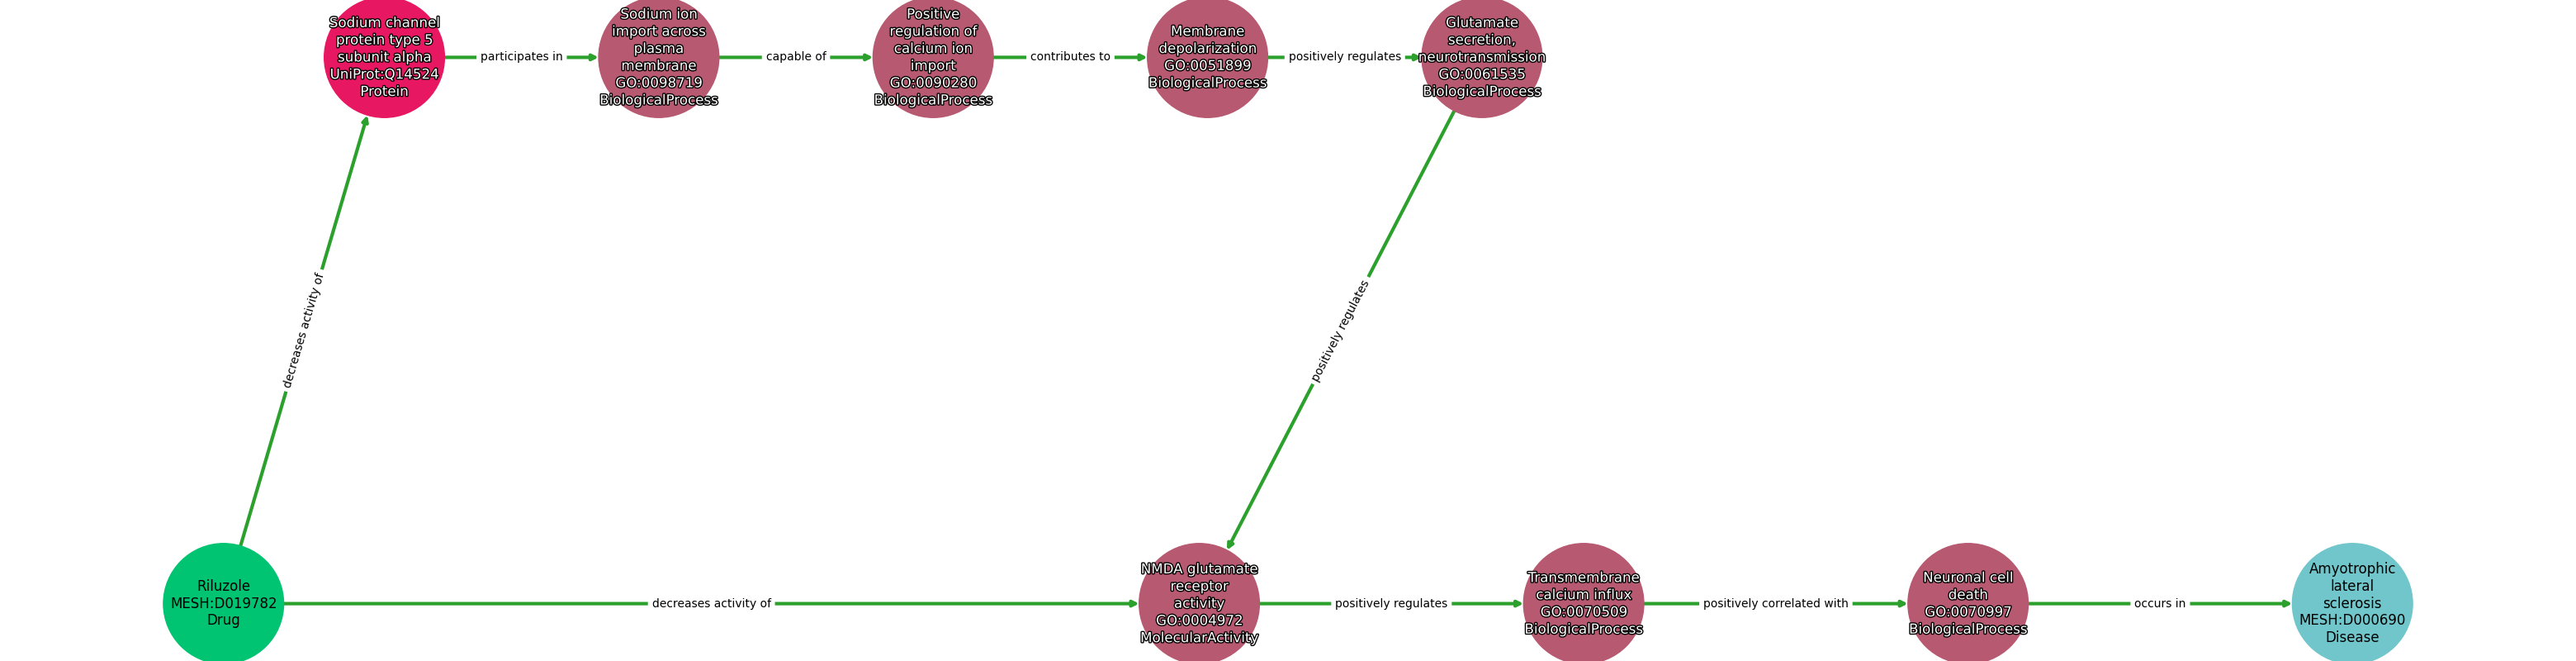 Sodium channel
protein type 5
subunit alpha
UniProt:Q14524
Protein
participates in
Sodium ion
import across
plasma
membrane
GO:0098719
BiologicalProcess
capable of
Positive
regulation of
calcium ion
import
GO:0090280
BiologicalProcess
contributes to
Membrane
depolarization
GO:0051899
BiologicalProcess
positively regulates
Glutamate
secretion,
neurotransmission
GO:0061535
BiologicalProcess
decreases activity of
positively regulates
Riluzole
MESH:D019782
Drug
decreases activity of
NMDA glutamate
receptor
activity
GO:0004972
MolecularActivity
positively regulates
Transmembrane
calcium influx
GO:0070509
BiologicalProcess
positively correlated with
Neuronal cell
death
GO:0070997
BiologicalProcess
occurs in
Amyotrophic
lateral
sclerosis
MESH:D000690
Disease